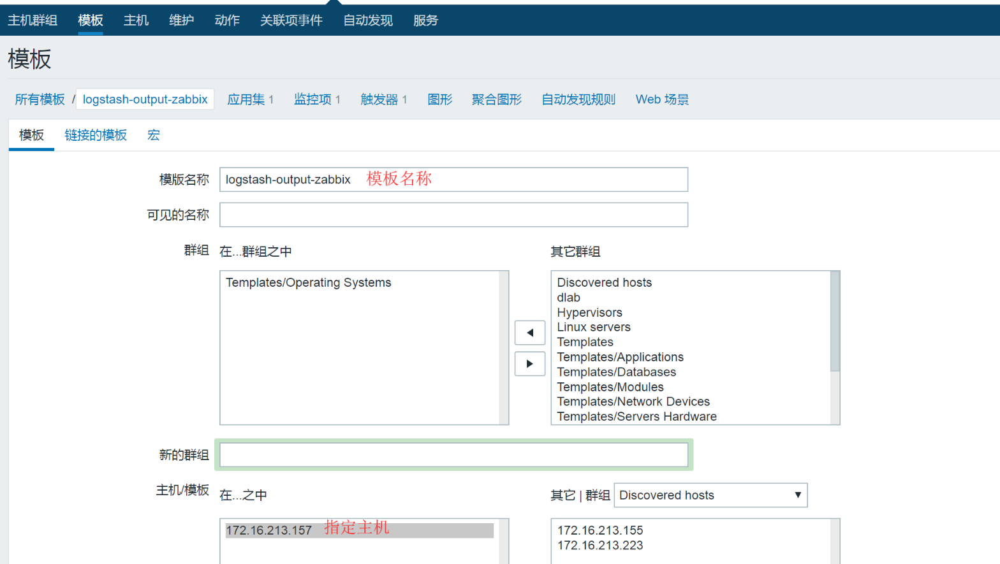 主机群组 模板 主机 维护 动作 关联项事件 自动发现 服务
模板
所有模板 / logstash-output-zabbix 应用集 1 监控项 1 触发器 1 图形 聚合图形 自动发现规则 Web 场景
模板 链接的模板 宏
模版名称 logstash-output-zabbix 模板名称
可见的名称
群组 在...群组之中 其它群组
Templates/Operating Systems
Discovered hosts
dlab
Hypervisors
Linux servers
Templates
Templates/Applications
Templates/Databases
Templates/Modules
Templates/Network Devices
Templates/Servers Hardware
新的群组
主机/模板 在...之中 其它 | 群组 Discovered hosts
172.16.213.157 指定主机
172.16.213.155
172.16.213.223